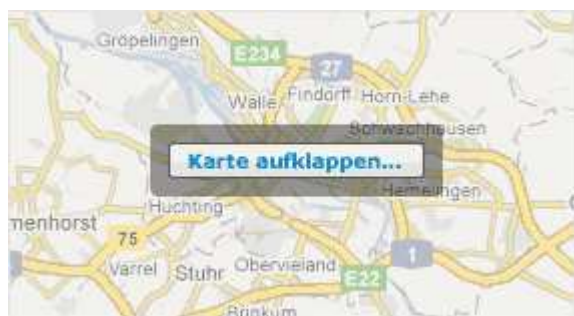 Gröpelingen
E234
27
Walle
Findorff
Horn-Lehe
Schwachhausen
Karte aufklappen...
Hemelingen
Huchting
menhorst
75
Varrel
Stuhr
Obervieland
1
E22
Brinkum